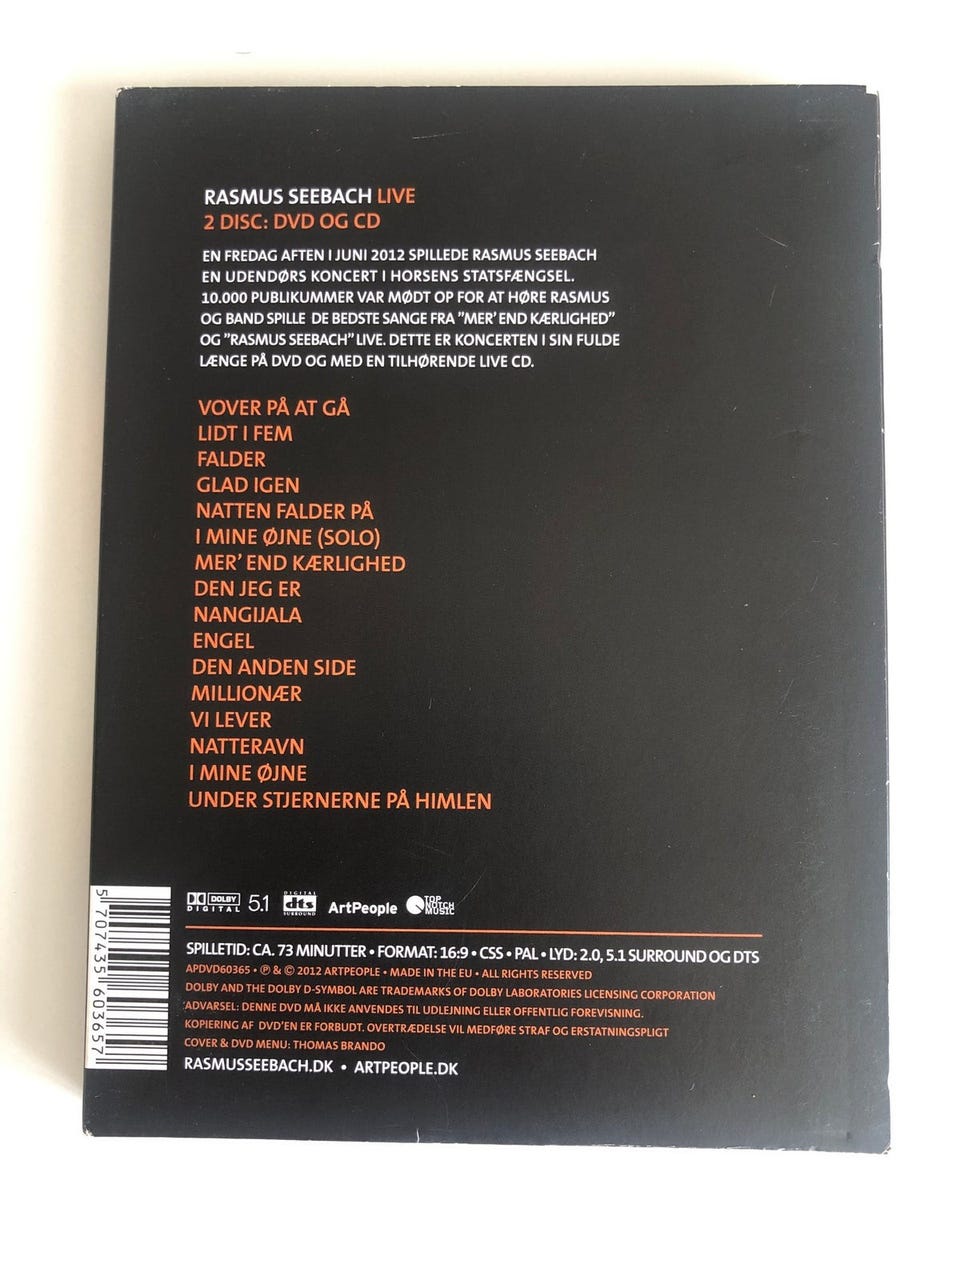 RASMUS SEEBACH LIVE
2 DISC: DVD OG CD
EN FREDAG AFTEN I JUNI 2012 SPILLEDE RASMUS SEEBACH
EN UDENDØRS KONCERT I HORSENS STATSFÆNGSEL.
10.000 PUBLIKUMMER VAR MØDT OP FOR AT HØRE RASMUS
OG BAND SPILLE DE BEDSTE SANGE FRA "MER' END KÆRLIGHED"
OG "RASMUS SEEBACH" LIVE. DETTE ER KONCERTEN I SIN FULDE
LÆNGE PÅ DVD OG MED EN TILHØRENDE LIVE CD.
VOVER PÅ AT GÅ
LIDT I FEM
FALDER
GLAD IGEN
NATTEN FALDER PÅ
I MINE ØJNE (SOLO)
MER' END KÆRLIGHED
DEN JEG ER
NANGIJALA
ENGEL
DEN ANDEN SIDE
MILLIONÆR
VI LEVER
NATTERAVN
I MINE ØJNE
UNDER STJERNERNE PÅ HIMLEN
DOLBY DIGITAL 5.1 DIGITAL dts SURROUND ArtPeople TOP NOTCH MUSIC
SPILLETID: CA. 73 MINUTTER • FORMAT: 16:9 • CSS • PAL • LYD: 2.0, 5.1 SURROUND OG DTS
APDVD60365 • ℗ & © 2012 ARTPEOPLE • MADE IN THE EU • ALL RIGHTS RESERVED
DOLBY AND THE DOLBY D-SYMBOL ARE TRADEMARKS OF DOLBY LABORATORIES LICENSING CORPORATION
ADVARSEL: DENNE DVD MÅ IKKE ANVENDES TIL UDLEJNING ELLER OFFENTLIG FOREVISNING.
KOPIERING AF DVD'EN ER FORBUDT. OVERTRÆDELSE VIL MEDFØRE STRAF OG ERSTATNINGSPLIGT
COVER & DVD MENU: THOMAS BRANDO
RASMUSSEEBACH.DK • ARTPEOPLE.DK
5 707435 603657